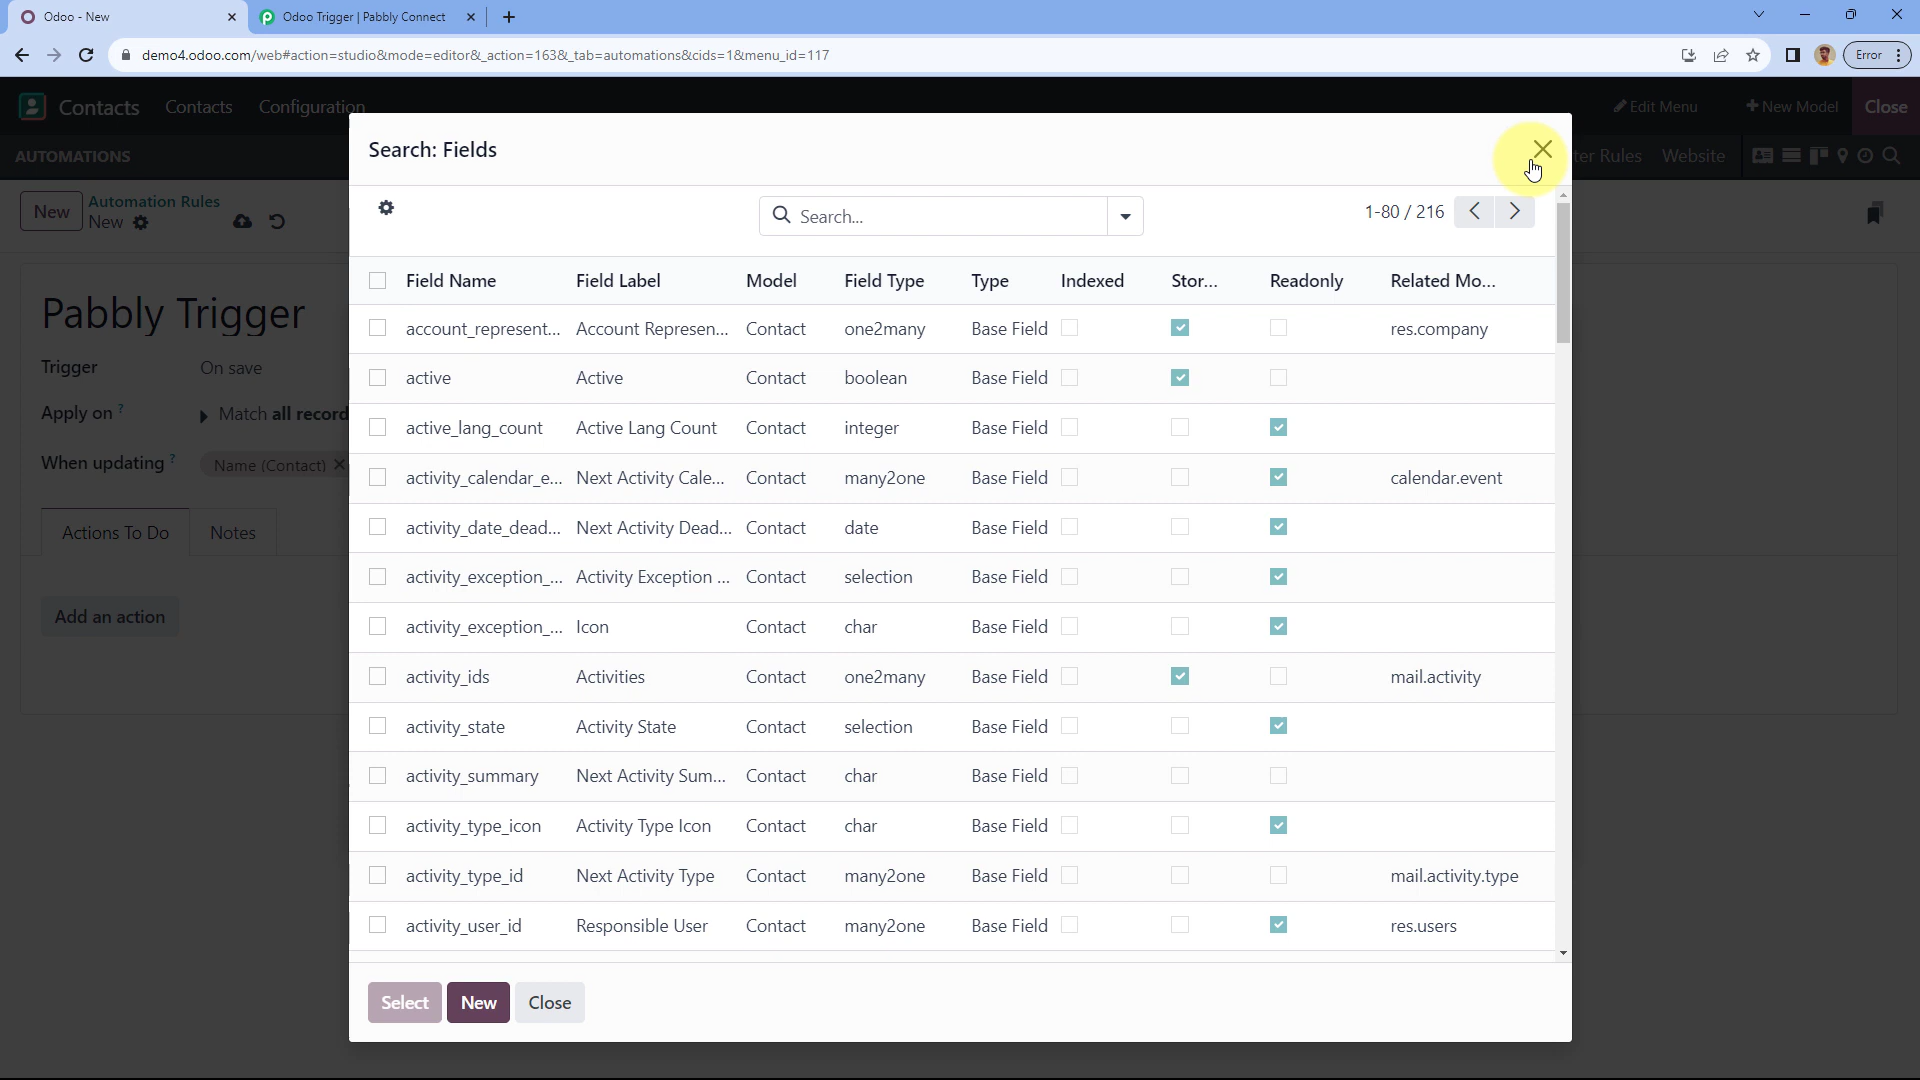 Odoo - New
Odoo Trigger | Pabbly Connect
demo4.odoo.com/web#action=studio&mode=editor&_action=163&_tab=automations&cids=1&menu_id=117
Error
Contacts Contacts Configuration
Edit Menu
New Model
Close
AUTOMATIONS
ter Rules
Website
New
Automation Rules
New
Pabbly Trigger
Trigger
On save
Apply on ?
Match all record
When updating ?
Name (Contact)
Actions To Do
Notes
Add an action
Search: Fields
Search...
1-80 / 216
Field Name Field Label Model Field Type Type Indexed Stor... Readonly Related Mo...
account_represent... Account Represen... Contact one2many Base Field res.company
active Active Contact boolean Base Field
active_lang_count Active Lang Count Contact integer Base Field
activity_calendar_e... Next Activity Cale... Contact many2one Base Field calendar.event
activity_date_dead... Next Activity Dead... Contact date Base Field
activity_exception_... Activity Exception ... Contact selection Base Field
activity_exception_... Icon Contact char Base Field
activity_ids Activities Contact one2many Base Field mail.activity
activity_state Activity State Contact selection Base Field
activity_summary Next Activity Sum... Contact char Base Field
activity_type_icon Activity Type Icon Contact char Base Field
activity_type_id Next Activity Type Contact many2one Base Field mail.activity.type
activity_user_id Responsible User Contact many2one Base Field res.users
Select
New
Close